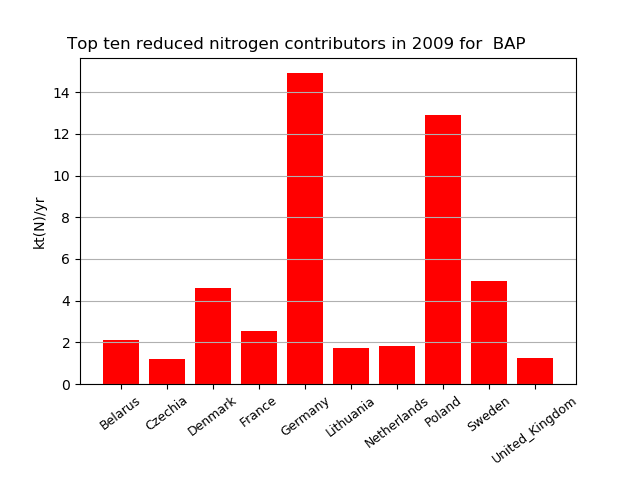 Top ten reduced nitrogen contributors in 2009 for  BAP
kt(N)/yr
14
12
10
8
6
4
2
0
Belarus
Czechia
Denmark
France
Germany
Lithuania
Netherlands
Poland
Sweden
United_Kingdom